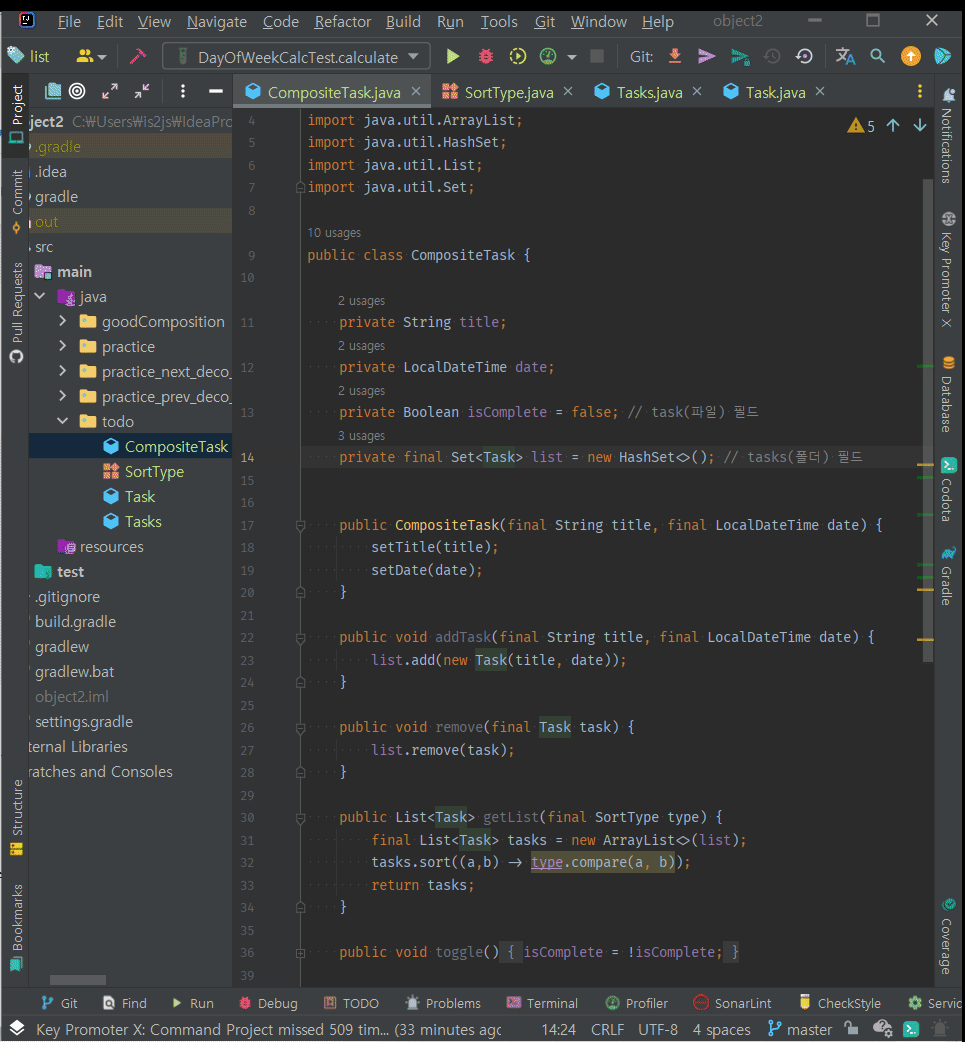 File Edit View Navigate Code Refactor Build Run Tools Git Window Help object2
list DayOfWeekCalcTest.calculate Git:
CompositeTask.java SortType.java Tasks.java Task.java
Project
Commit
Pull Requests
Structure
Bookmarks
ject2 C:₩Users₩is2js₩IdeaPro
.gradle
.idea
gradle
out
src
main
java
goodComposition
practice
practice_next_deco_
practice_prev_deco_
todo
CompositeTask
SortType
Task
Tasks
resources
test
.gitignore
build.gradle
gradlew
gradlew.bat
object2.iml
settings.gradle
ternal Libraries
ratches and Consoles
5
4 import java.util.ArrayList;
5 import java.util.HashSet;
6 import java.util.List;
7 import java.util.Set;
8
10 usages
9 public class CompositeTask {
10
2 usages
11 private String title;
2 usages
12 private LocalDateTime date;
2 usages
13 private Boolean isComplete = false; // task(파일) 필드
3 usages
14 private final Set<Task> list = new HashSet<>(); // tasks(폴더) 필드
15
16
17 public CompositeTask(final String title, final LocalDateTime date) {
18 setTitle(title);
19 setDate(date);
20 }
21
22 public void addTask(final String title, final LocalDateTime date) {
23 list.add(new Task(title, date));
24 }
25
26 public void remove(final Task task) {
27 list.remove(task);
28 }
29
30 public List<Task> getList(final SortType type) {
31 final List<Task> tasks = new ArrayList<>(list);
32 tasks.sort((a,b) → type.compare(a, b));
33 return tasks;
34 }
35
36 public void toggle() { isComplete = !isComplete; }
39
Notifications
Key Promoter X
Database
Codota
Gradle
Coverage
Git Find Run Debug TODO Problems Terminal Profiler SonarLint CheckStyle Servic
Key Promoter X: Command Project missed 509 tim... (33 minutes agc 14:24 CRLF UTF-8 4 spaces master